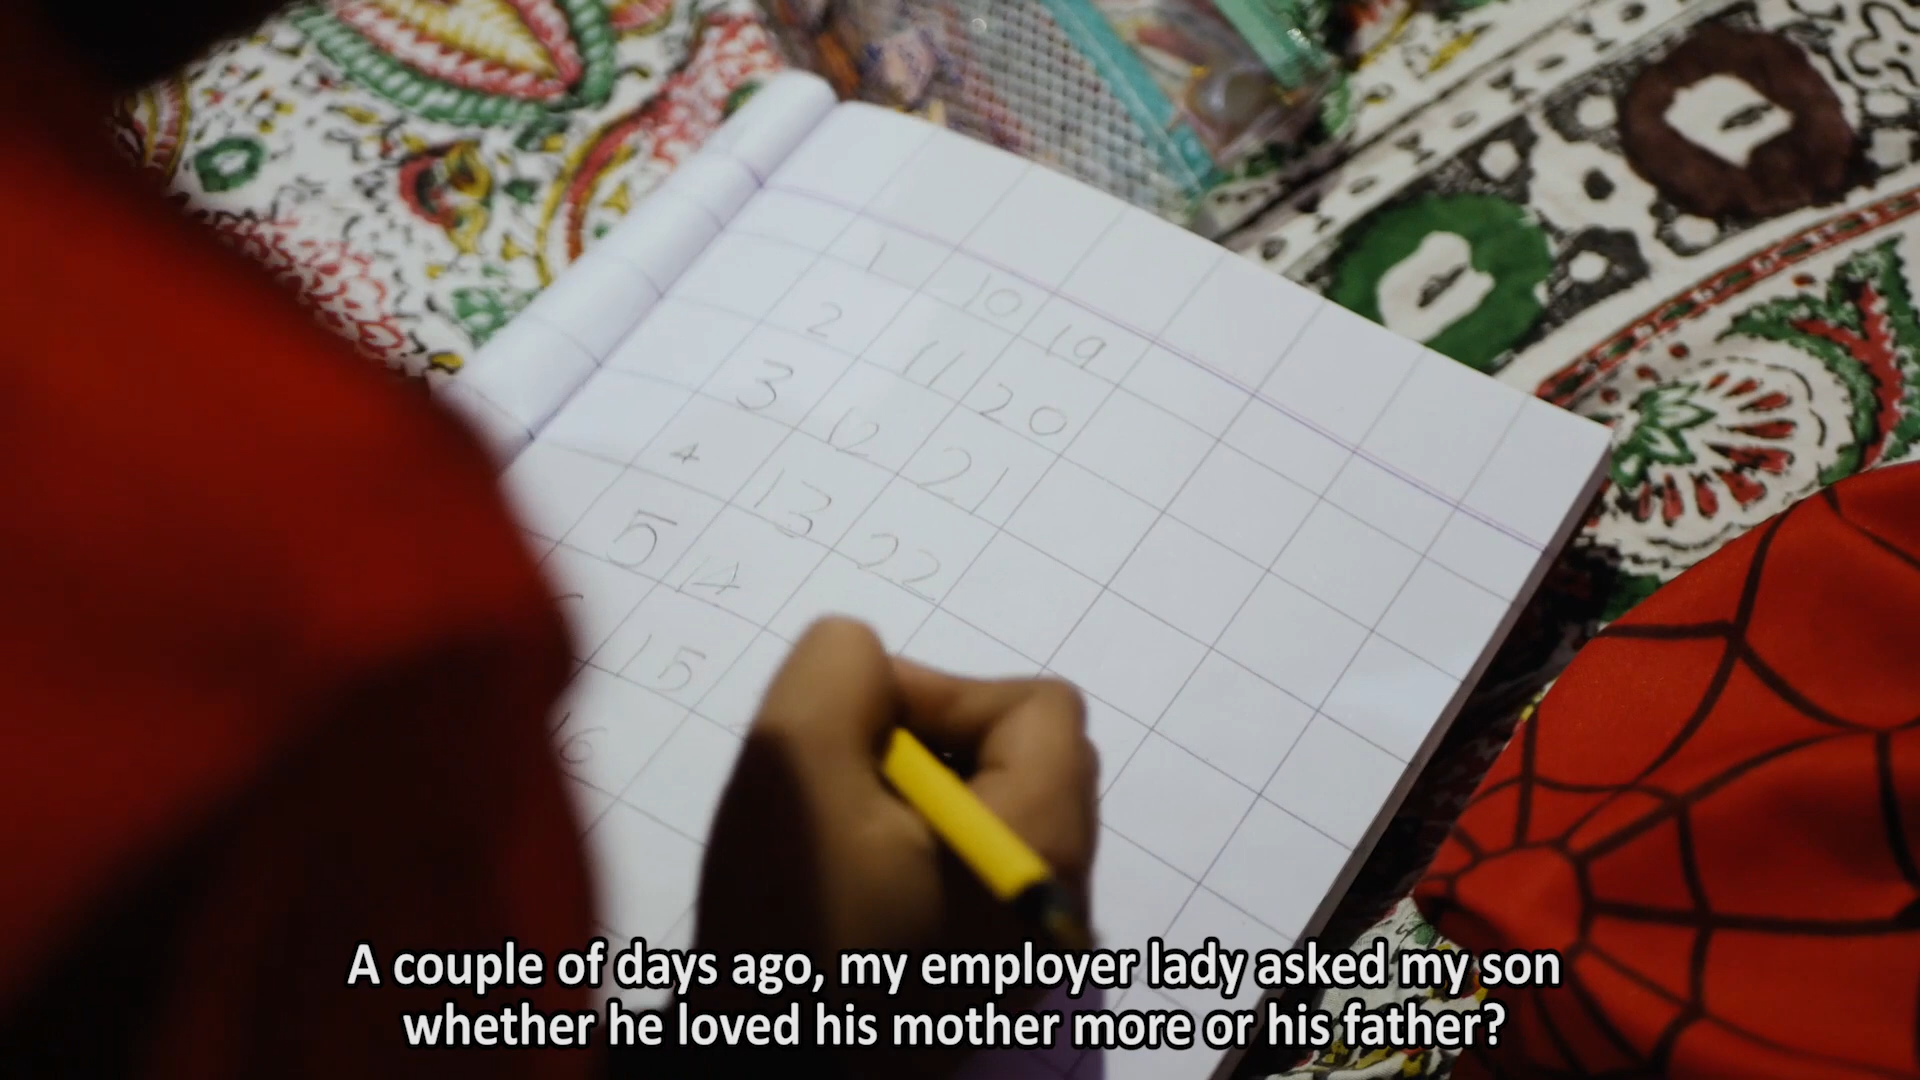 1 10 19
2 11 20
3 12 21
4 13 22
5 14
15
16
A couple of days ago, my employer lady asked my son
whether he loved his mother more or his father?